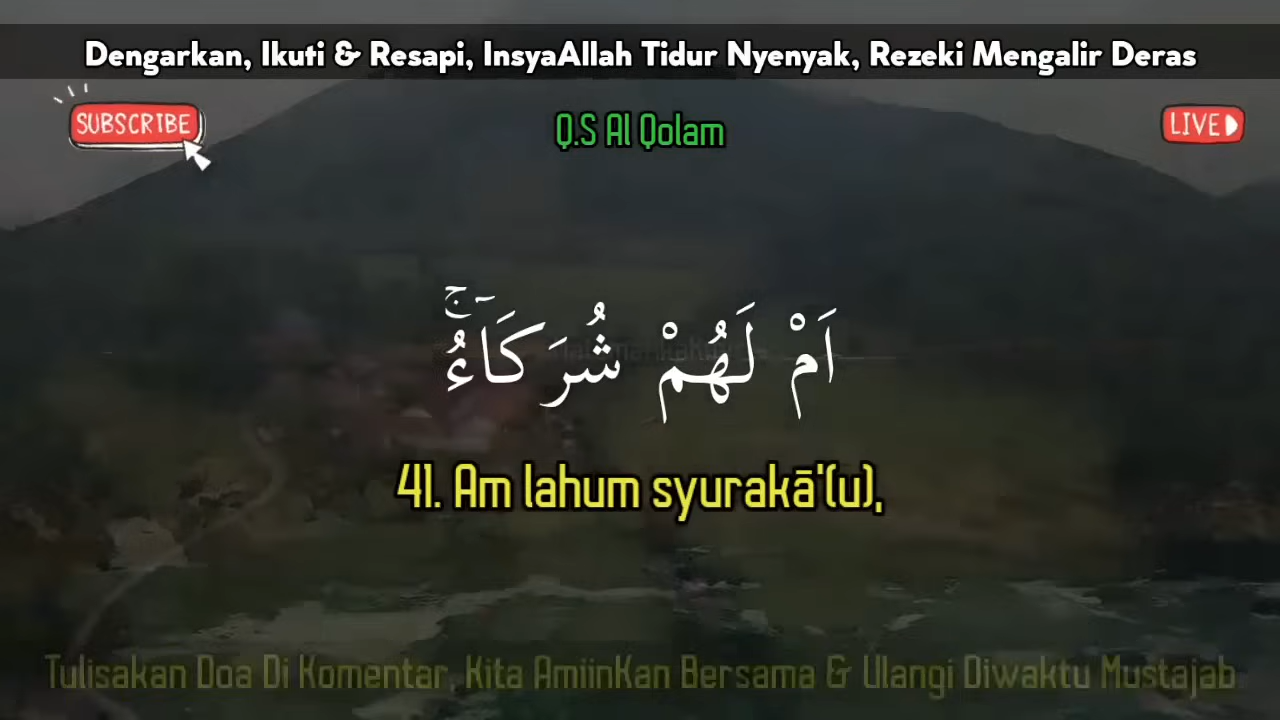 Dengarkan, Ikuti & Resapi, InsyaAllah Tidur Nyenyak, Rezeki Mengalir Deras
SUBSCRIBE
Q.S Al Qolam
LIVE
اَمْ لَهُمْ شُرَكَاۤءُۚ
41. Am lahum syurakā'(u),
Tulisakan Doa Di Komentar, Kita AmiinKan Bersama & Ulangi Diwaktu Mustajab